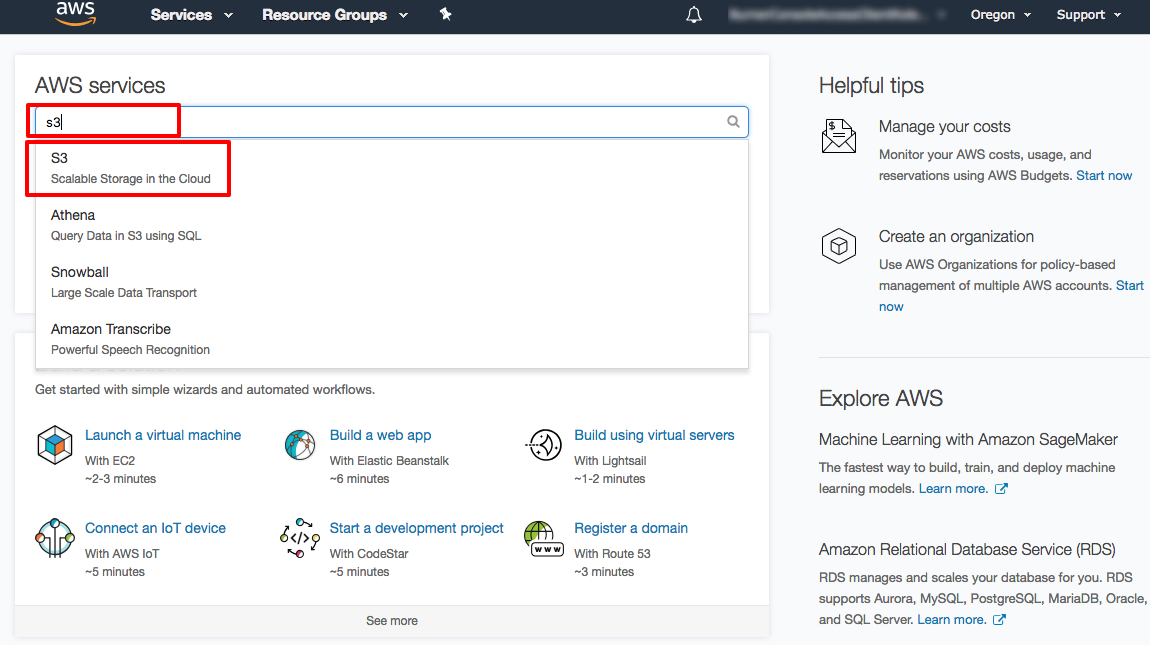 aws
Services
Resource Groups
Oregon
Support
AWS services
s3
S3
Scalable Storage in the Cloud
Athena
Query Data in S3 using SQL
Snowball
Large Scale Data Transport
Amazon Transcribe
Powerful Speech Recognition
Get started with simple wizards and automated workflows.
Launch a virtual machine
With EC2
~2-3 minutes
Build a web app
With Elastic Beanstalk
~6 minutes
Build using virtual servers
With Lightsail
~1-2 minutes
Connect an IoT device
With AWS IoT
~5 minutes
Start a development project
With CodeStar
~5 minutes
www
Register a domain
With Route 53
~3 minutes
See more
Helpful tips
Manage your costs
Monitor your AWS costs, usage, and
reservations using AWS Budgets. Start now
Create an organization
Use AWS Organizations for policy-based
management of multiple AWS accounts. Start
now
Explore AWS
Machine Learning with Amazon SageMaker
The fastest way to build, train, and deploy machine
learning models. Learn more.
Amazon Relational Database Service (RDS)
RDS manages and scales your database for you. RDS
supports Aurora, MySQL, PostgreSQL, MariaDB, Oracle,
and SQL Server. Learn more.